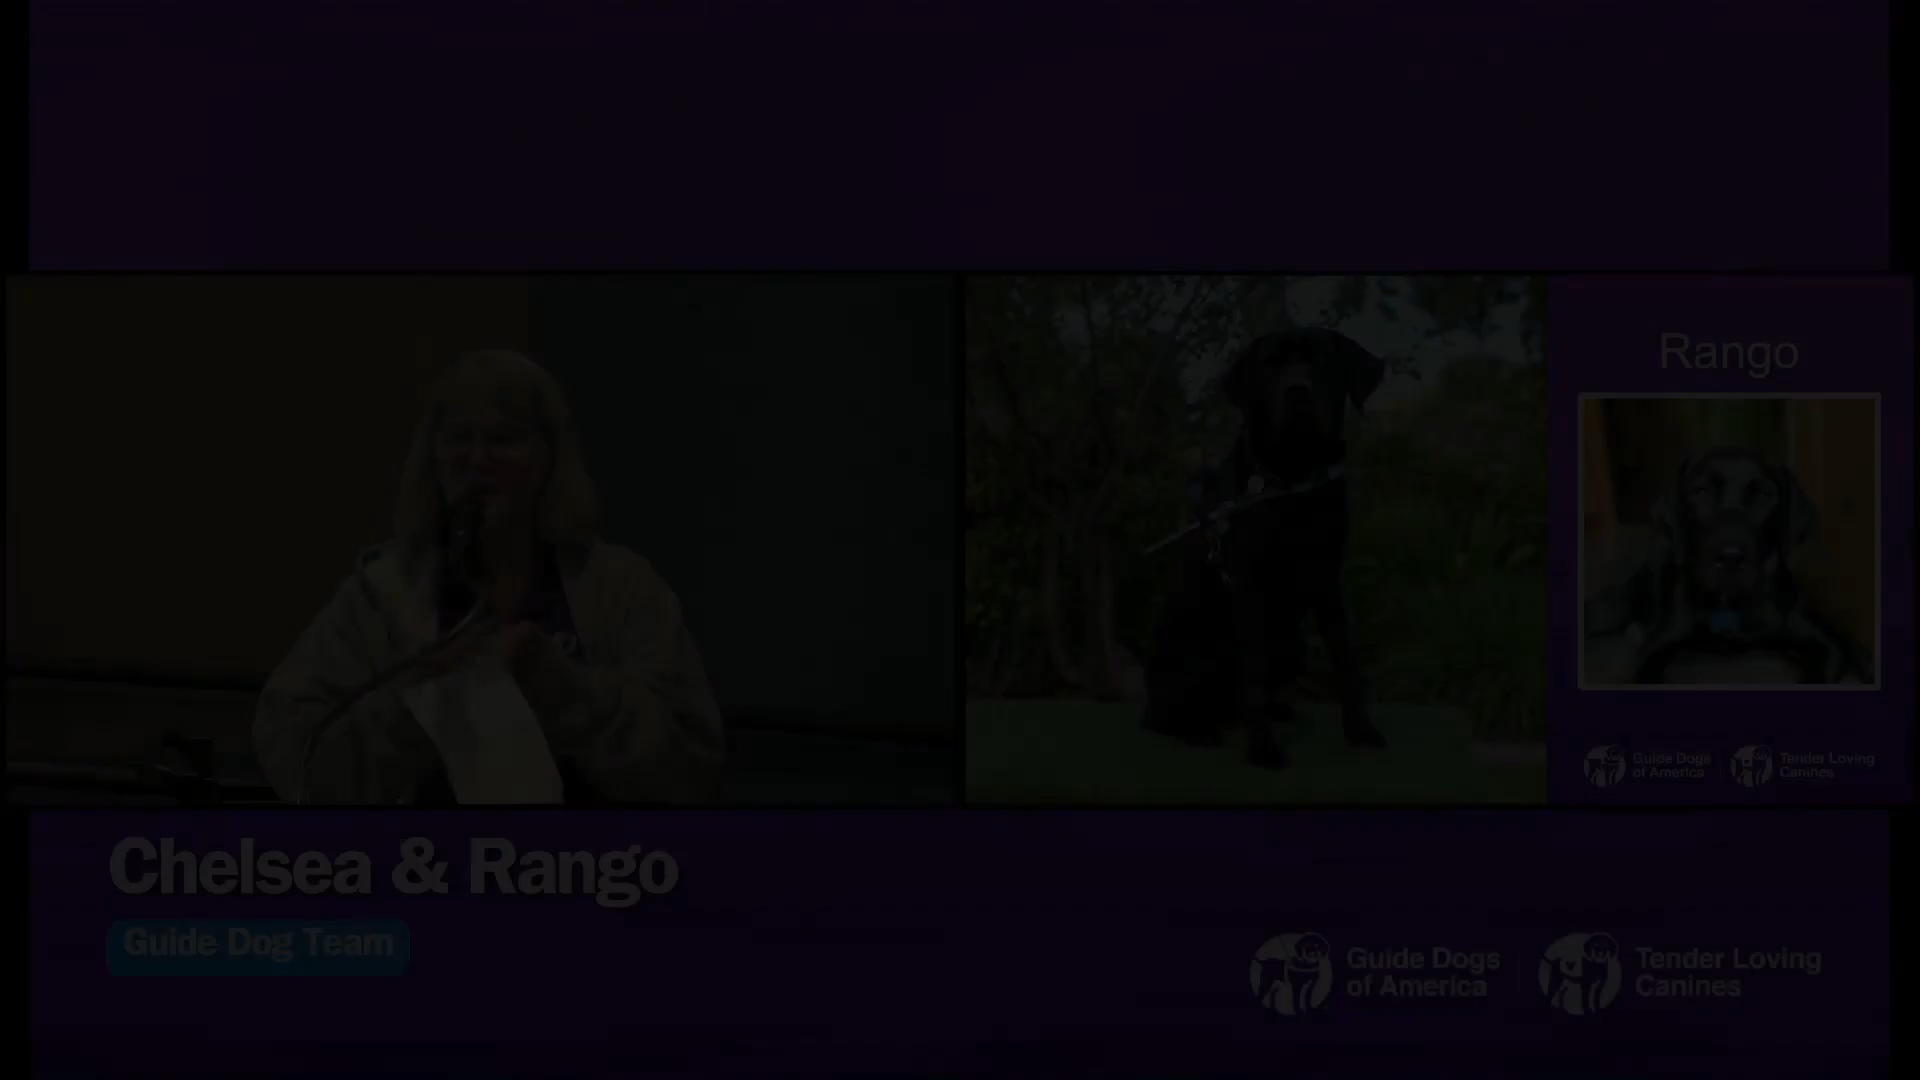 Rango
Guide Dogs
of America
Tender Loving
Canines
Chelsea & Rango
Guide Dog Team
Guide Dogs
of America
Tender Loving
Canines